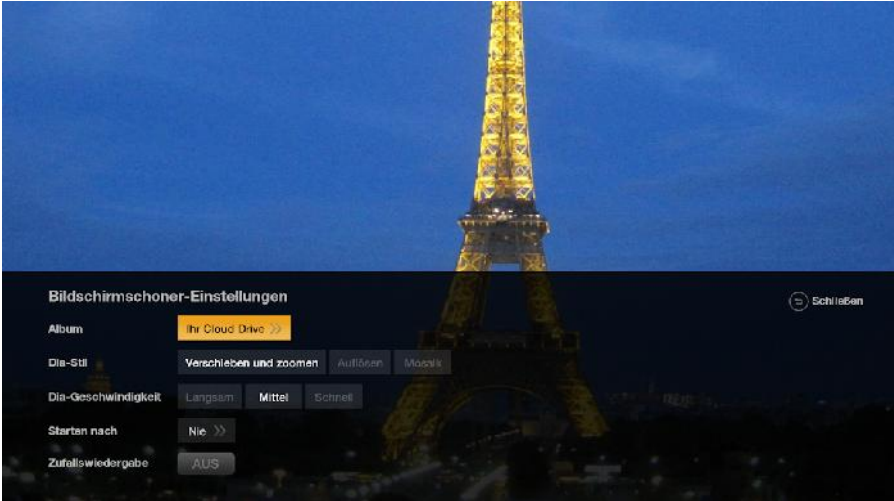 Bildschirmschoner-Einstellungen
Schließen
Album Ihr Cloud Drive >>
Dia-Stil Verschieben und zoomen Auflösen Mosaik
Dia-Geschwindigkeit Langsam Mittel Schnell
Starten nach Nie >>
Zufallswiedergabe AUS